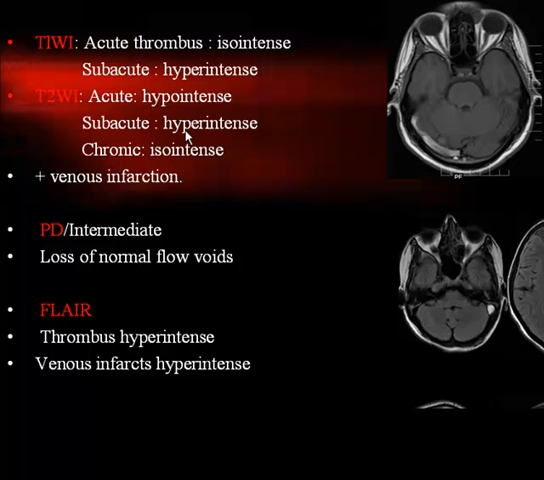 • T1WI: Acute thrombus : isointense
Subacute : hyperintense
• T2WI: Acute: hypointense
Subacute : hyperintense
Chronic: isointense
• + venous infarction.
• PD/Intermediate
• Loss of normal flow voids
• FLAIR
• Thrombus hyperintense
• Venous infarcts hyperintense
PF